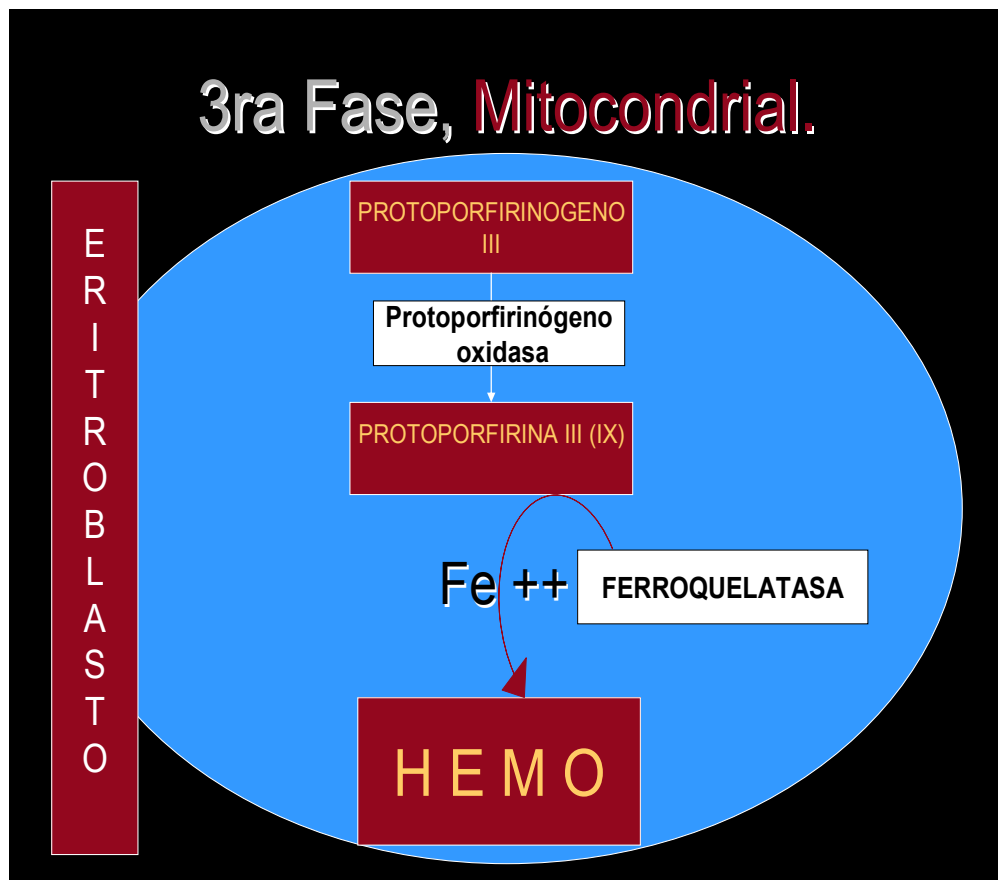 3ra Fase, Mitocondrial.
E
R
I
T
R
O
B
L
A
S
T
O
PROTOPORFIRINOGENO
III
Protoporfirinógeno
oxidasa
PROTOPORFIRINA III (IX)
Fe ++
FERROQUELATASA
H E M O